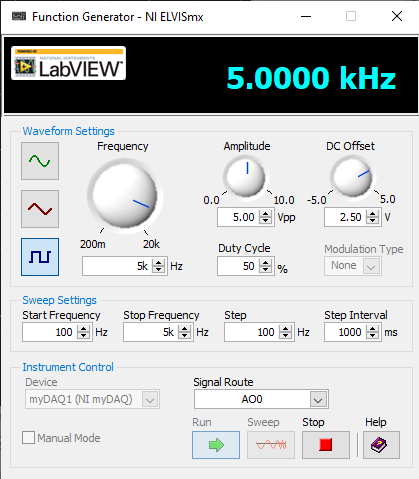 Function Generator - NI ELVISmx
POWERED BY
NATIONAL INSTRUMENTS
LabVIEW™
5.0000 kHz
Waveform Settings
Frequency
Amplitude
DC Offset
0.0 10.0 -5.0 5.0
200m 20k
5.00 Vpp
2.50 V
5k Hz
Duty Cycle
50 %
Modulation Type
None
Sweep Settings
Start Frequency Stop Frequency Step Step Interval
100 Hz 5k Hz 100 Hz 1000 ms
Instrument Control
Device
Signal Route
myDAQ1 (NI myDAQ)
AO0
Run Sweep Stop Help
Manual Mode